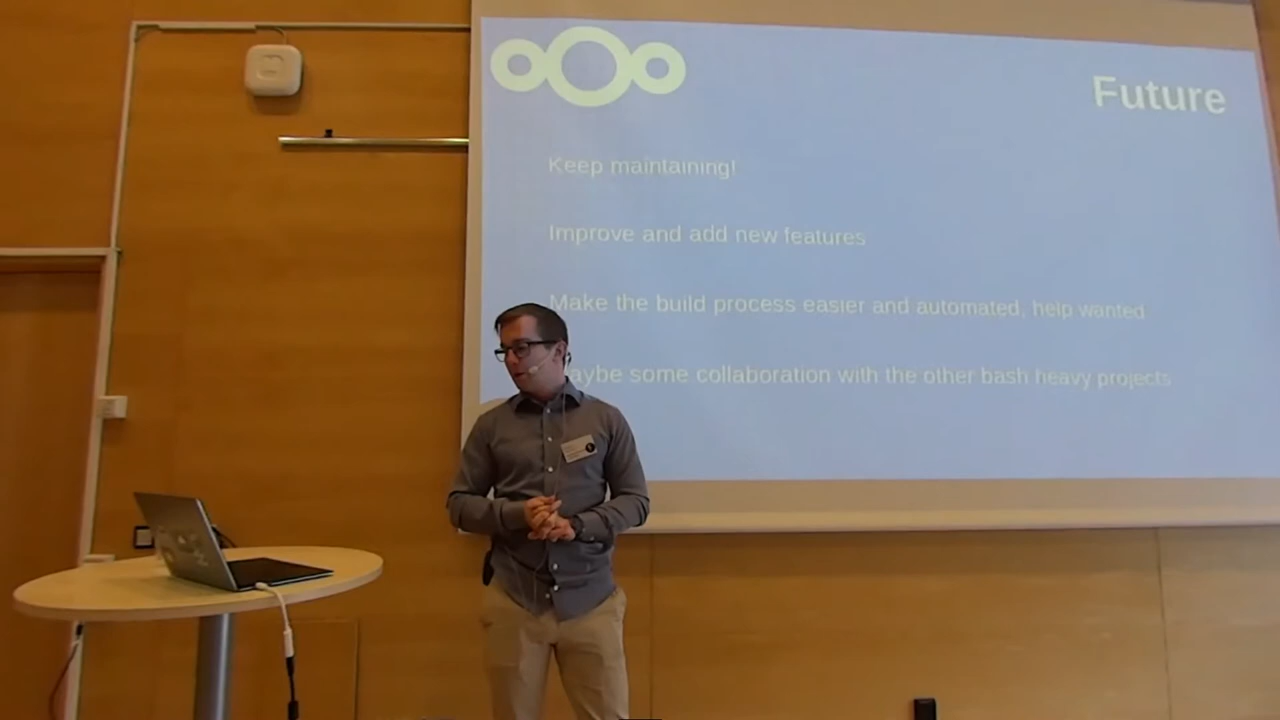 Future
Keep maintaining!
Improve and add new features
Make the build process easier and automated, help wanted
aybe some collaboration with the other bash heavy projects